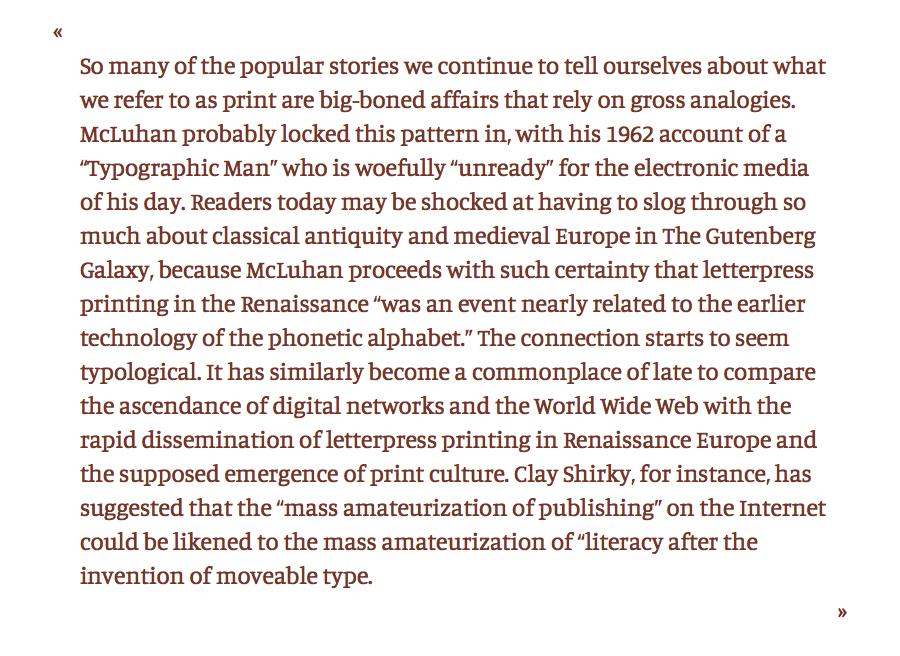 «
So many of the popular stories we continue to tell ourselves about what
we refer to as print are big-boned affairs that rely on gross analogies.
McLuhan probably locked this pattern in, with his 1962 account of a
“Typographic Man” who is woefully “unready” for the electronic media
of his day. Readers today may be shocked at having to slog through so
much about classical antiquity and medieval Europe in The Gutenberg
Galaxy, because McLuhan proceeds with such certainty that letterpress
printing in the Renaissance “was an event nearly related to the earlier
technology of the phonetic alphabet.” The connection starts to seem
typological. It has similarly become a commonplace of late to compare
the ascendance of digital networks and the World Wide Web with the
rapid dissemination of letterpress printing in Renaissance Europe and
the supposed emergence of print culture. Clay Shirky, for instance, has
suggested that the “mass amateurization of publishing” on the Internet
could be likened to the mass amateurization of “literacy after the
invention of moveable type.
»